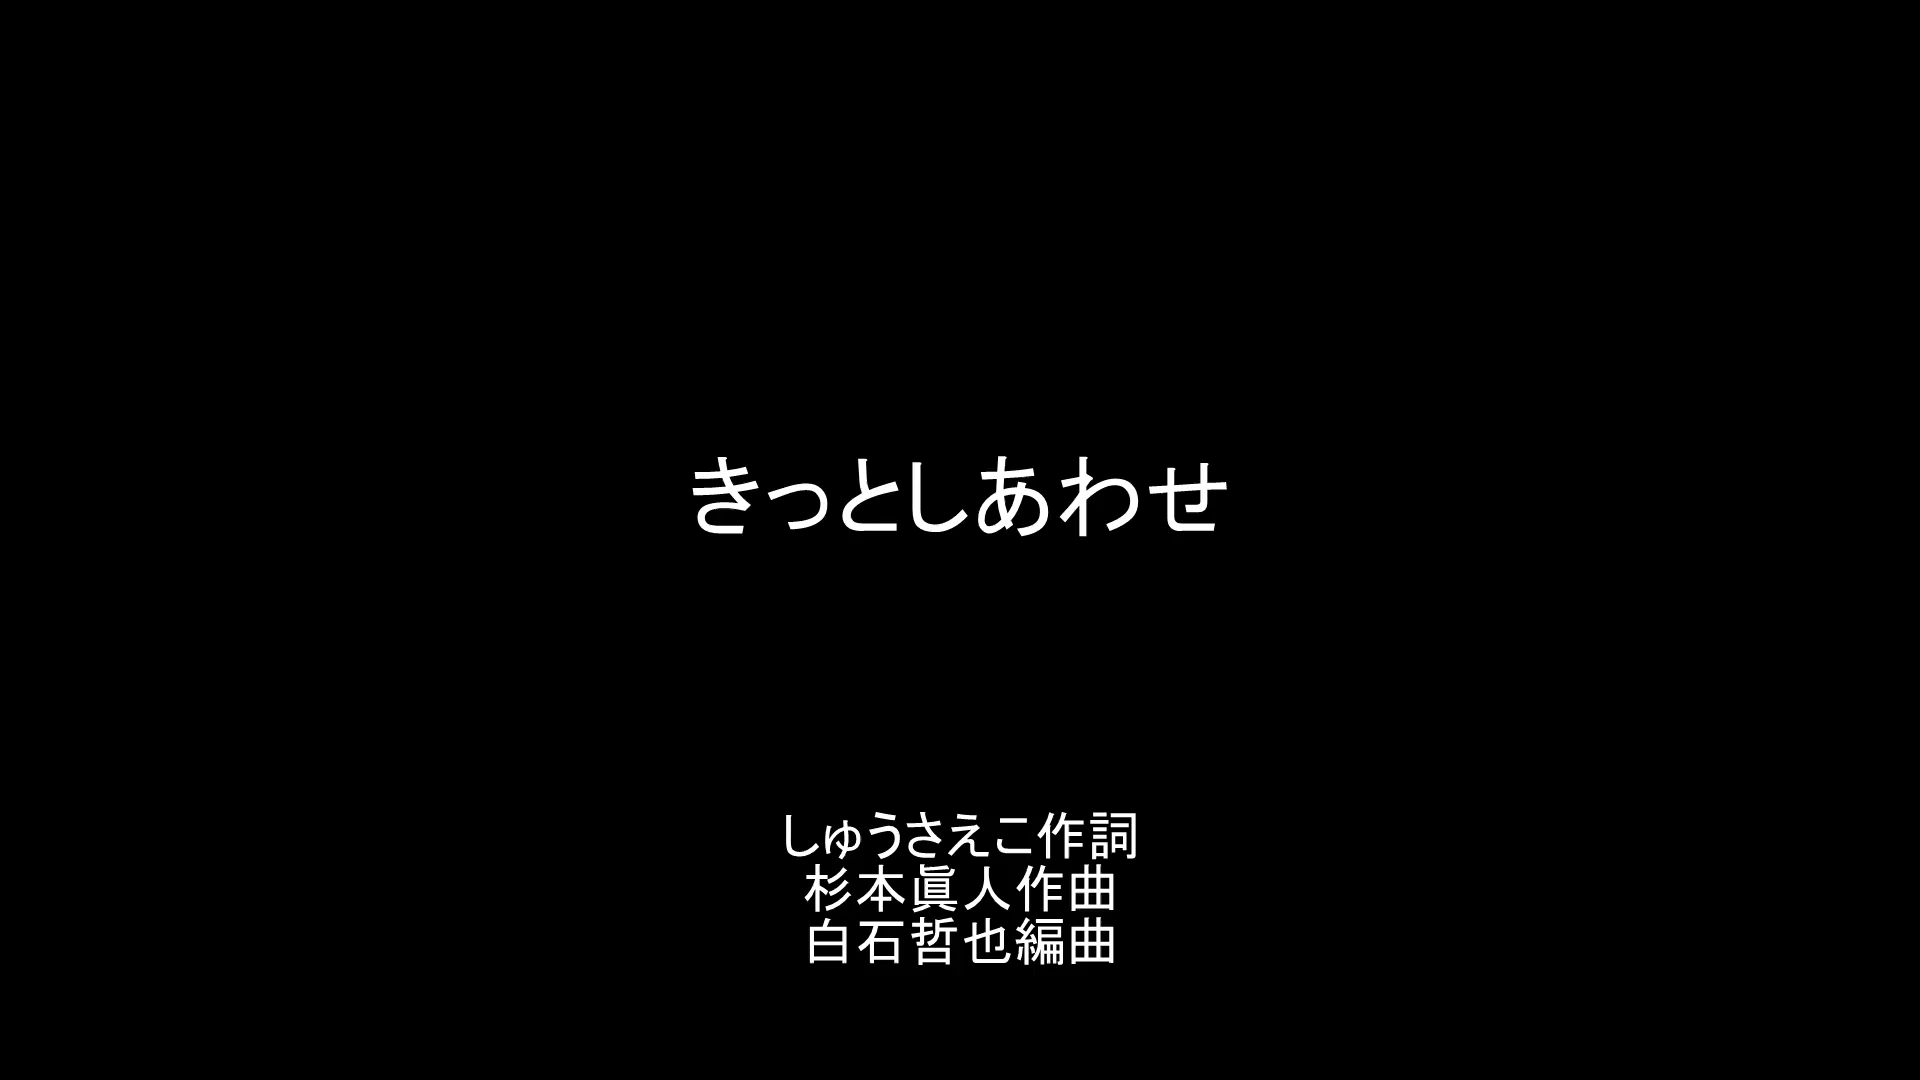 きっとしあわせ
しゅうさえこ作詞
杉本眞人作曲
白石哲也編曲